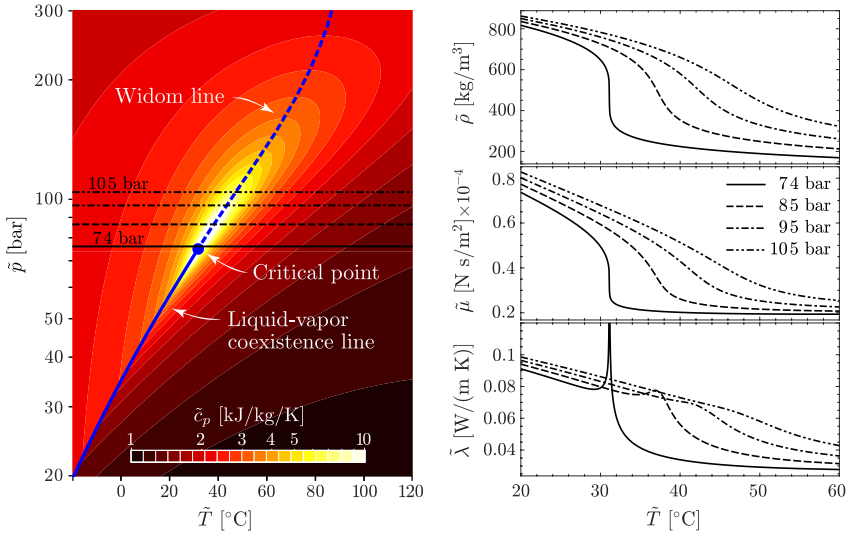 300
200
100
50
40
30
20
p̃ [bar]
Widom line
105 bar
74 bar
Critical point
Liquid-vapor
coexistence line
c̃p [kJ/kg/K]
1 2 3 4 5 10
0 20 40 60 80 100 120
T̃ [°C]
ρ̃ [kg/m³]
800
600
400
200
μ̃ [N s/m²]×10⁻⁴
0.8
0.6
0.4
0.2
74 bar
85 bar
95 bar
105 bar
λ̃ [W/(m K)]
0.1
0.08
0.06
0.04
20 30 40 50 60
T̃ [°C]